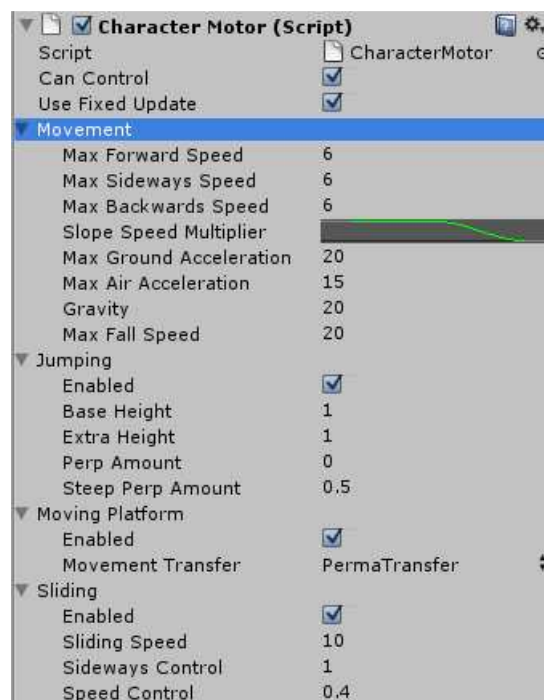 Character Motor (Script)
Script CharacterMotor
Can Control
Use Fixed Update
Movement
Max Forward Speed 6
Max Sideways Speed 6
Max Backwards Speed 6
Slope Speed Multiplier
Max Ground Acceleration 20
Max Air Acceleration 15
Gravity 20
Max Fall Speed 20
Jumping
Enabled
Base Height 1
Extra Height 1
Perp Amount 0
Steep Perp Amount 0.5
Moving Platform
Enabled
Movement Transfer PermaTransfer
Sliding
Enabled
Sliding Speed 10
Sideways Control 1
Speed Control 0.4